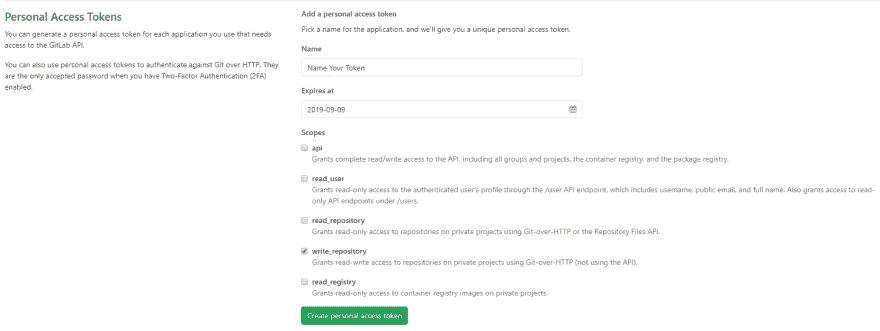 Personal Access Tokens
You can generate a personal access token for each application you use that needs
access to the GitLab API.
You can also use personal access tokens to authenticate against Git over HTTP. They
are the only accepted password when you have Two-Factor Authentication (2FA)
enabled.
Add a personal access token
Pick a name for the application, and we'll give you a unique personal access token.
Name
Name Your Token
Expires at
2019-09-09
Scopes
api
Grants complete read/write access to the API, including all groups and projects, the container registry, and the package registry.
read_user
Grants read-only access to the authenticated user's profile through the /user API endpoint, which includes username, public email, and full name. Also grants access to read-
only API endpoints under /users.
read_repository
Grants read-only access to repositories on private projects using Git-over-HTTP or the Repository Files API.
write_repository
Grants read-write access to repositories on private projects using Git-over-HTTP (not using the API).
read_registry
Grants read-only access to container registry images on private projects.
Create personal access token